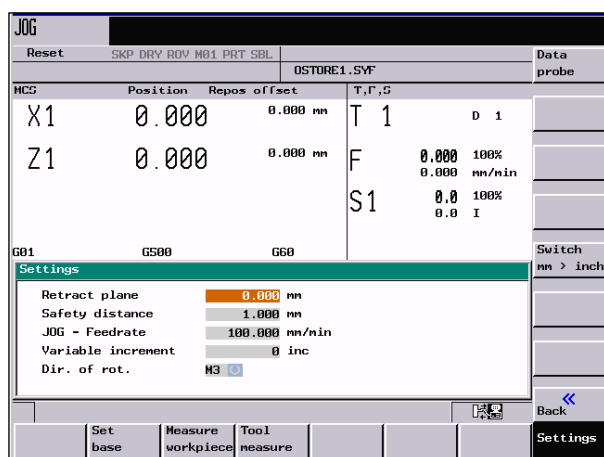 JOG
Reset SKP DRY ROV M01 PRT SBL
OSTORE1.SYF
Data
probe
MCS Position Repos offset T,F,S
X1 0.000 0.000 mm T 1 D 1
Z1 0.000 0.000 mm F 0.000 100%
0.000 mm/min
S1 0.0 100%
0.0 I
G01 G500 G60
Switch
mm > inch
Settings
Retract plane 0.000 mm
Safety distance 1.000 mm
JOG - Feedrate 100.000 mm/min
Variable increment 0 inc
Dir. of rot. M3
«
Back
Set
base
Measure
workpiece
Tool
measure
Settings